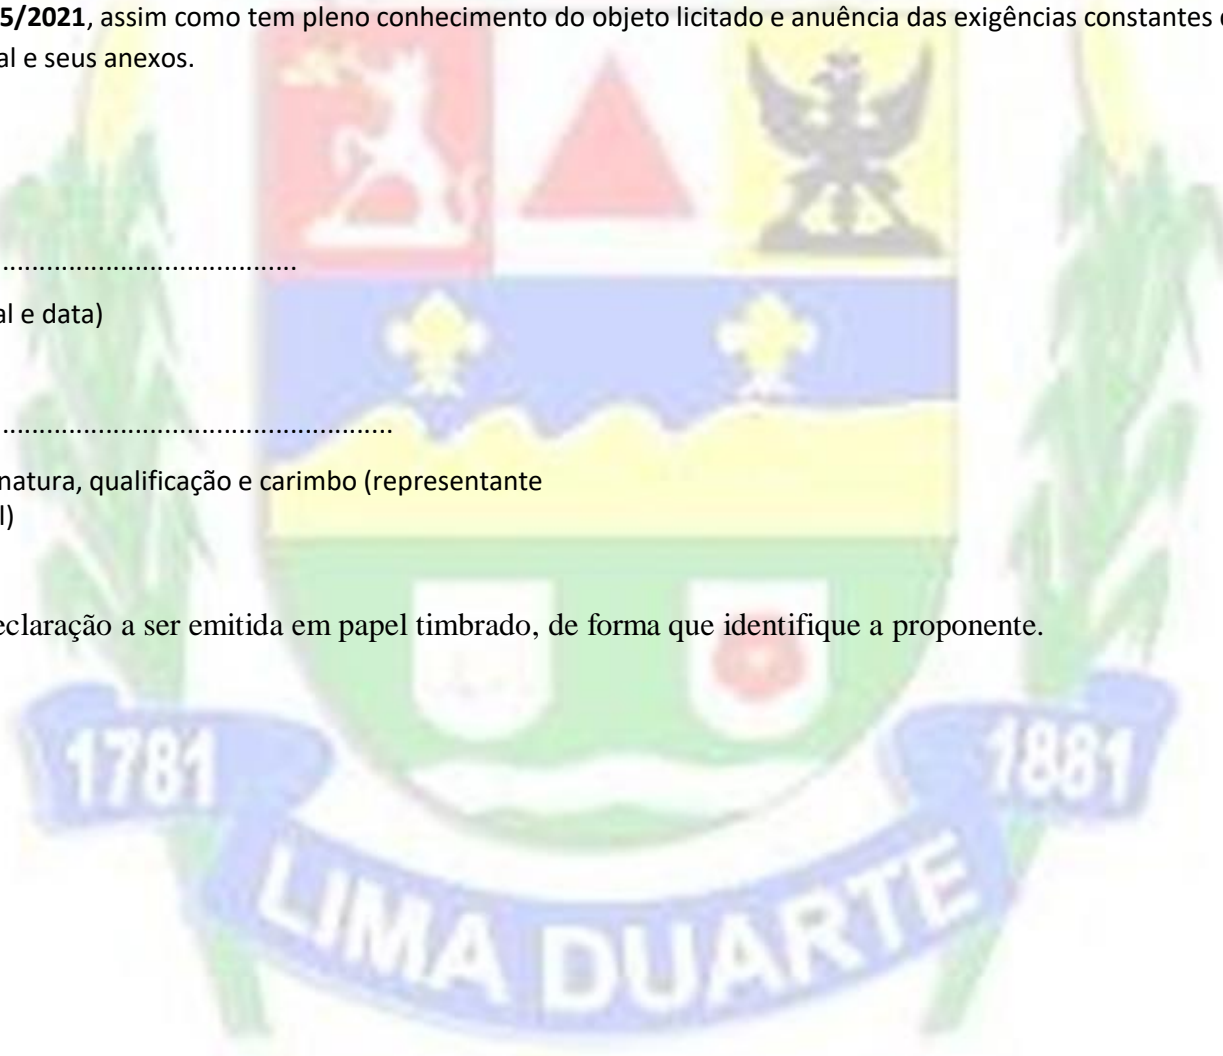 5/2021, assim como tem pleno conhecimento do objeto licitado e anuência das exigências constantes
al e seus anexos.
.......................................
al e data)
....................................................
natura, qualificação e carimbo (representante
l)
eclaração a ser emitida em papel timbrado, de forma que identifique a proponente.
1781
1881
LIMA DUARTE